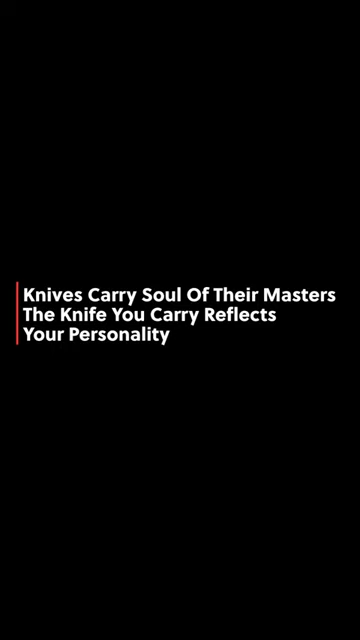 Knives Carry Soul Of Their Masters
The Knife You Carry Reflects
Your Personality